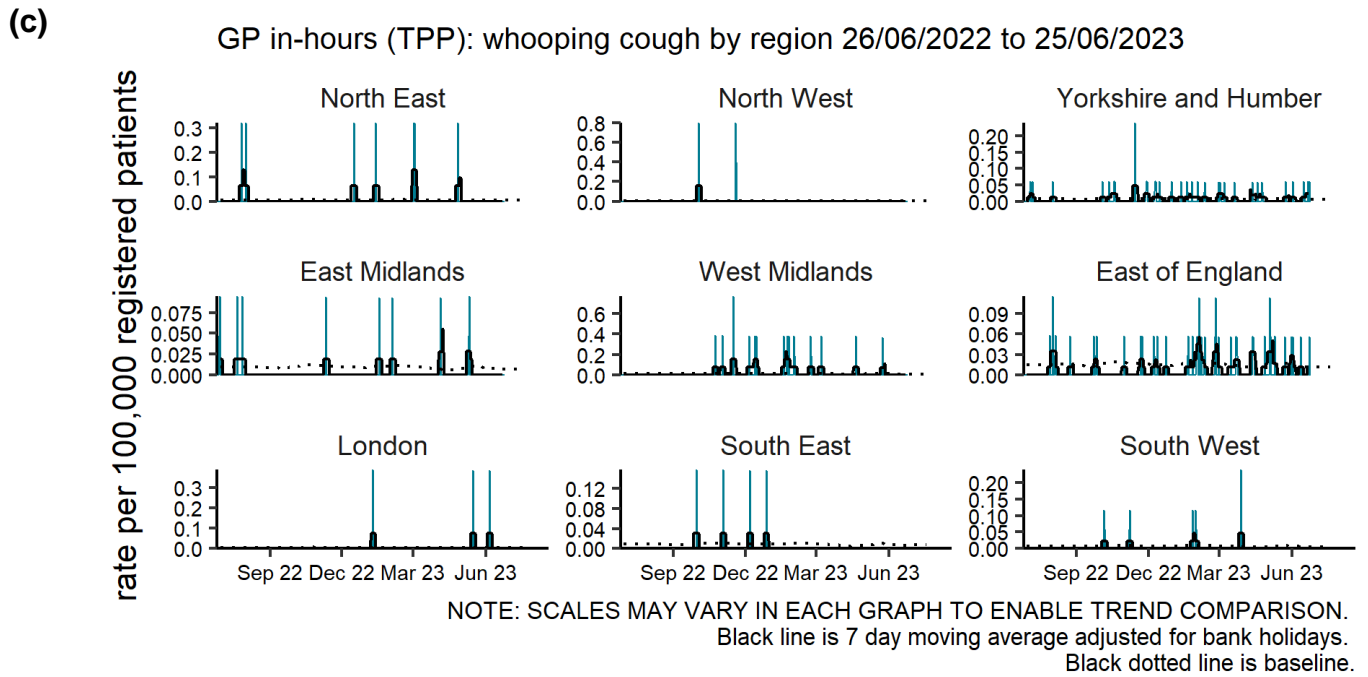 (c)
GP in-hours (TPP): whooping cough by region 26/06/2022 to 25/06/2023
rate per 100,000 registered patients
North East
0.3
0.2
0.1
0.0
North West
0.8
0.6
0.4
0.2
0.0
Yorkshire and Humber
0.20
0.15
0.10
0.05
0.00
East Midlands
0.075
0.050
0.025
0.000
West Midlands
0.6
0.4
0.2
0.0
East of England
0.09
0.06
0.03
0.00
London
0.3
0.2
0.1
0.0
Sep 22 Dec 22 Mar 23 Jun 23
South East
0.12
0.08
0.04
0.00
Sep 22 Dec 22 Mar 23 Jun 23
South West
0.20
0.15
0.10
0.05
0.00
Sep 22 Dec 22 Mar 23 Jun 23
NOTE: SCALES MAY VARY IN EACH GRAPH TO ENABLE TREND COMPARISON.
Black line is 7 day moving average adjusted for bank holidays.
Black dotted line is baseline.